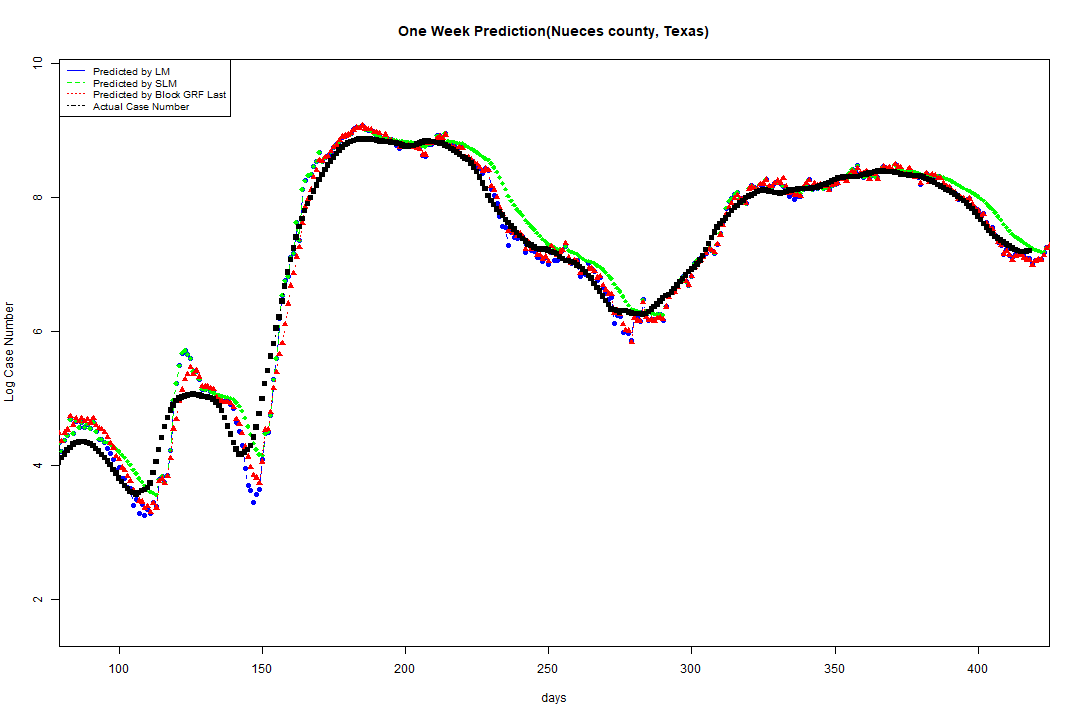 One Week Prediction(Nueces county, Texas)
Predicted by LM
Predicted by SLM
Predicted by Block GRF Last
Actual Case Number
Log Case Number
10
8
6
4
2
100 150 200 250 300 350 400
days